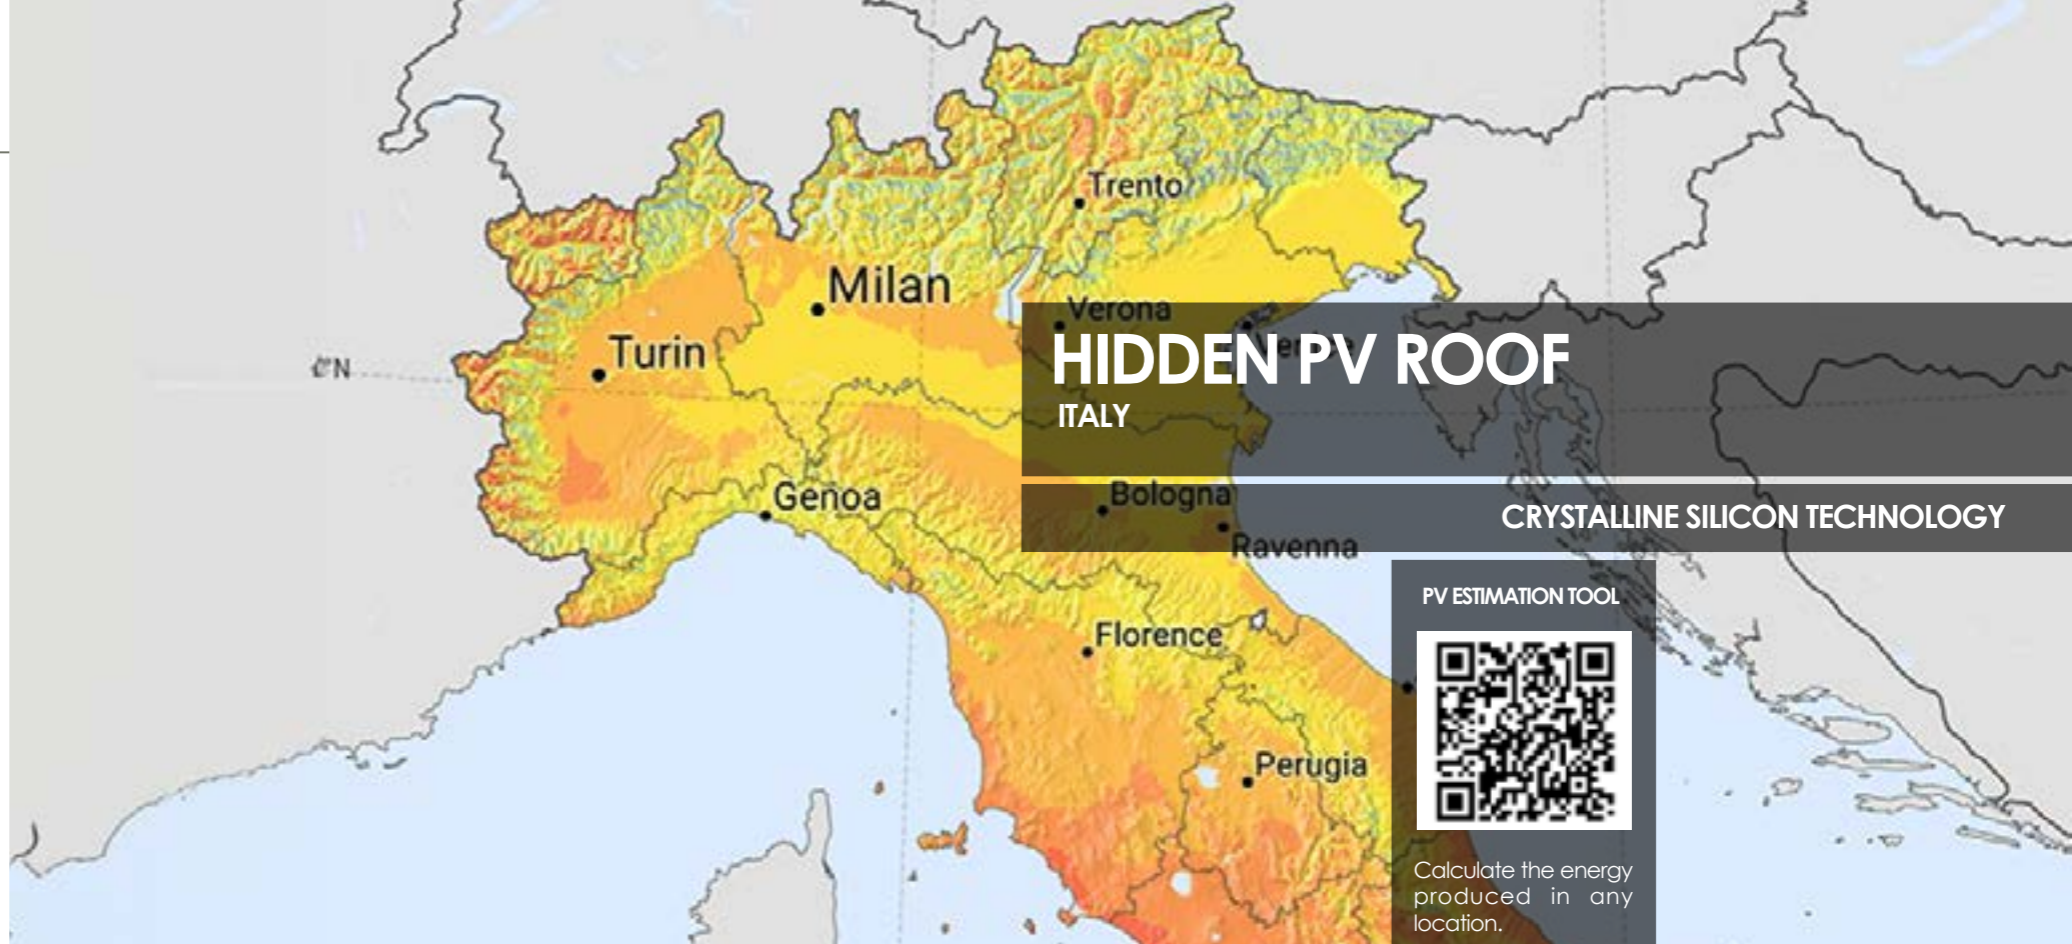 Trento
Milan
Verona
Turin
HIDDEN PV ROOF
Venice
ITALY
Genoa
Bologna
CRYSTALLINE SILICON TECHNOLOGY
Ravenna
PV ESTIMATION TOOL
Florence
Perugia
Calculate the energy
produced in any
location.